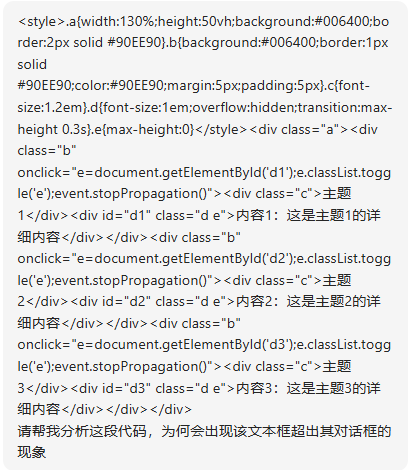 <style>.a{width:130%;height:50vh;background:#006400;bo
rder:2px solid #90EE90}.b{background:#006400;border:1px
solid
#90EE90;color:#90EE90;margin:5px;padding:5px}.c{font-
size:1.2em}.d{font-size:1em;overflow:hidden;transition:max-
height 0.3s}.e{max-height:0}</style><div class="a"><div
class="b"
onclick="e=document.getElementById('d1');e.classList.togg
le('e');event.stopPropagation()"><div class="c">主题
1</div><div id="d1" class="d e">内容1：这是主题1的详
细内容</div></div><div class="b"
onclick="e=document.getElementById('d2');e.classList.togg
le('e');event.stopPropagation()"><div class="c">主题
2</div><div id="d2" class="d e">内容2：这是主题2的详
细内容</div></div><div class="b"
onclick="e=document.getElementById('d3');e.classList.togg
le('e');event.stopPropagation()"><div class="c">主题
3</div><div id="d3" class="d e">内容3：这是主题3的详
细内容</div></div></div>
请帮我分析这段代码，为何会出现该文本框超出其对话框的
现象